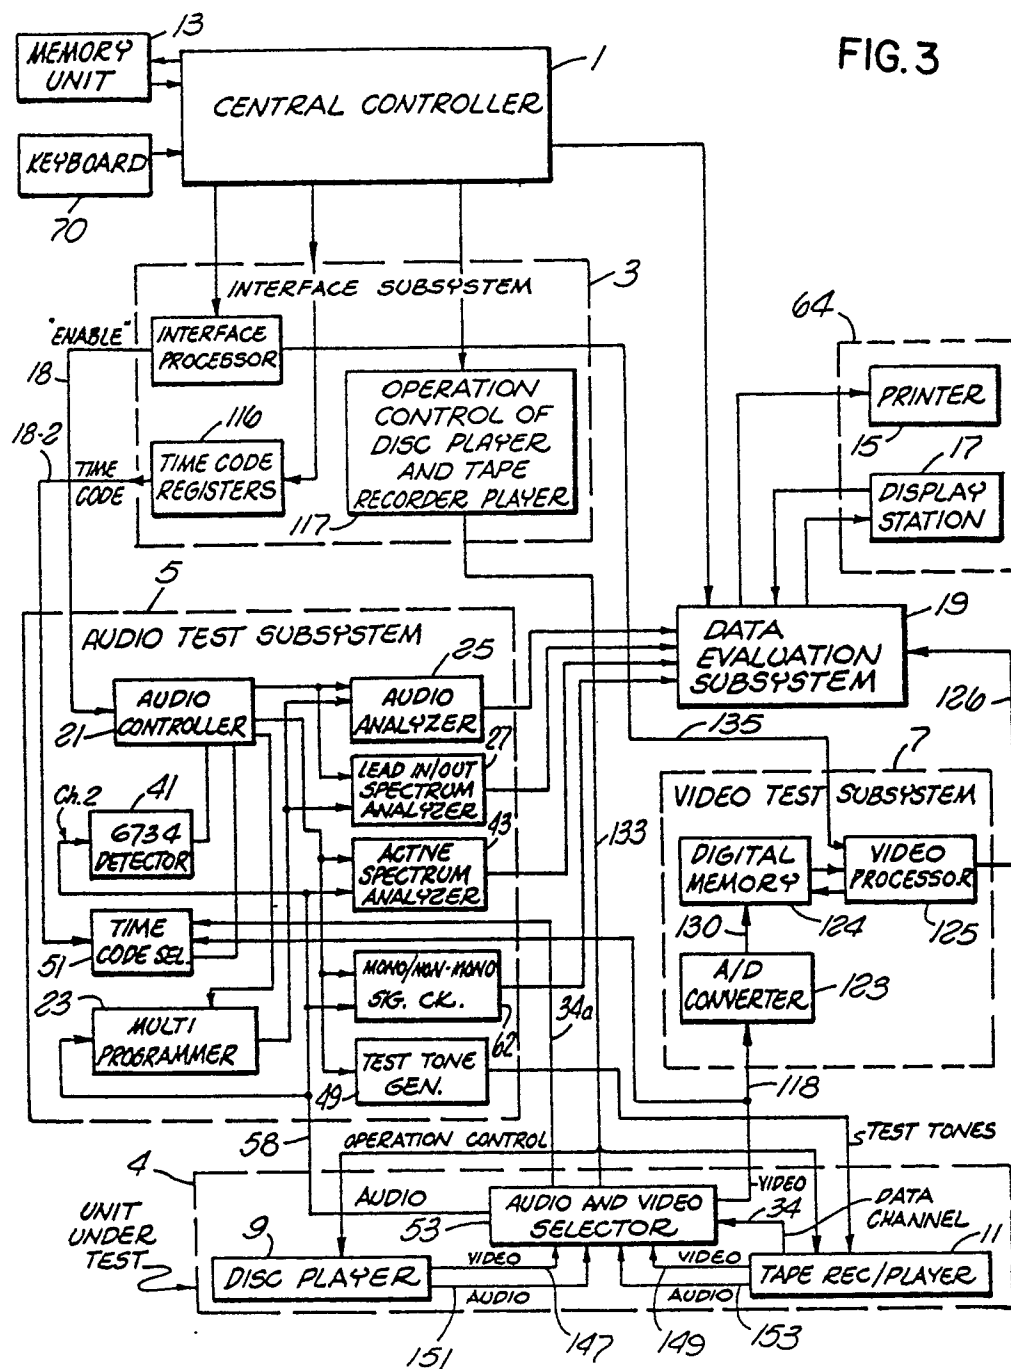 FIG. 3
13
MEMORY
UNIT
1
CENTRAL CONTROLLER
KEYBOARD
70
3
INTERFACE SUBSYSTEM
"ENABLE"
INTERFACE
PROCESSOR
18
OPERATION
CONTROL OF
DISC PLAYER
AND TAPE
RECORDER PLAYER
117
18-2
TIME
CODE
116
TIME CODE
REGISTERS
64
PRINTER
15
17
DISPLAY
STATION
5
AUDIO TEST SUBSYSTEM
19
DATA
EVALUATION
SUBSYSTEM
126
25
AUDIO
CONTROLLER
21
AUDIO
ANALYZER
135
27
LEAD IN/OUT
SPECTRUM
ANALYZER
7
VIDEO TEST SUBSYSTEM
Ch.2
41
6734
DETECTOR
43
ACTIVE
SPECTRUM
ANALYZER
133
DIGITAL
MEMORY
124
VIDEO
PROCESSOR
125
130
TIME
CODE SEL.
51
A/D
CONVERTER
123
MONO/NON-MONO
SIG. CK.
62
34a
23
MULTI
PROGRAMMER
TEST TONE
GEN.
49
118
58
OPERATION CONTROL
TEST TONES
4
AUDIO
AUDIO AND VIDEO
SELECTOR
53
VIDEO
34
DATA
CHANNEL
UNIT
UNDER
TEST
9
DISC PLAYER
VIDEO
VIDEO
11
TAPE REC/PLAYER
AUDIO
AUDIO
151
147
149
153